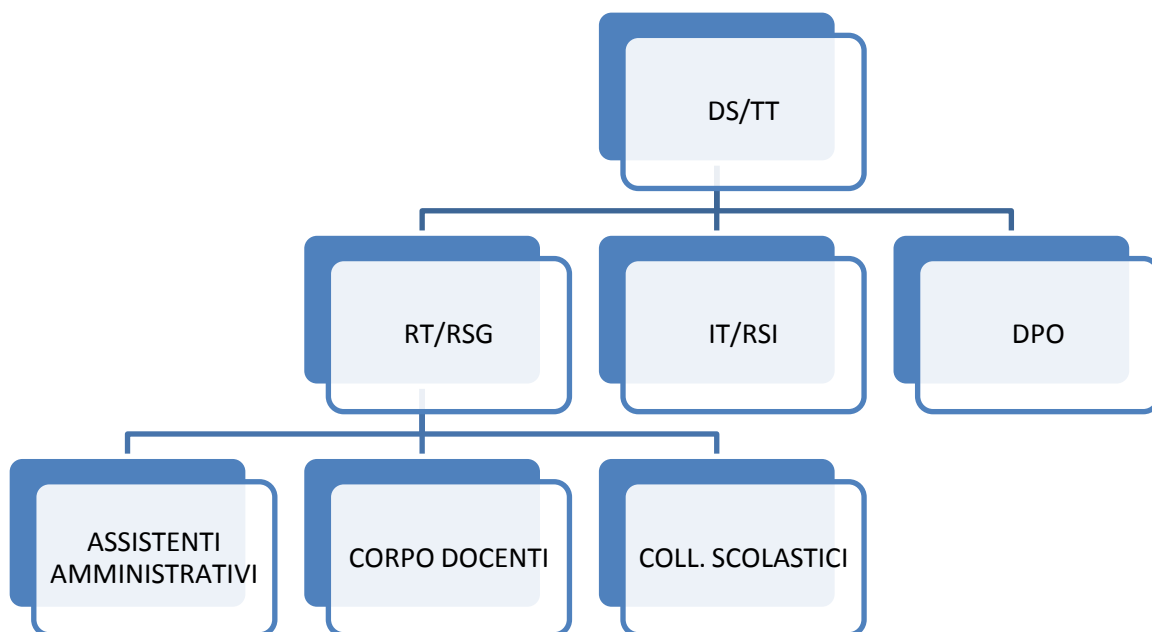 DS/TT
RT/RSG
IT/RSI
DPO
ASSISTENTI
AMMINISTRATIVI
CORPO DOCENTI
COLL. SCOLASTICI